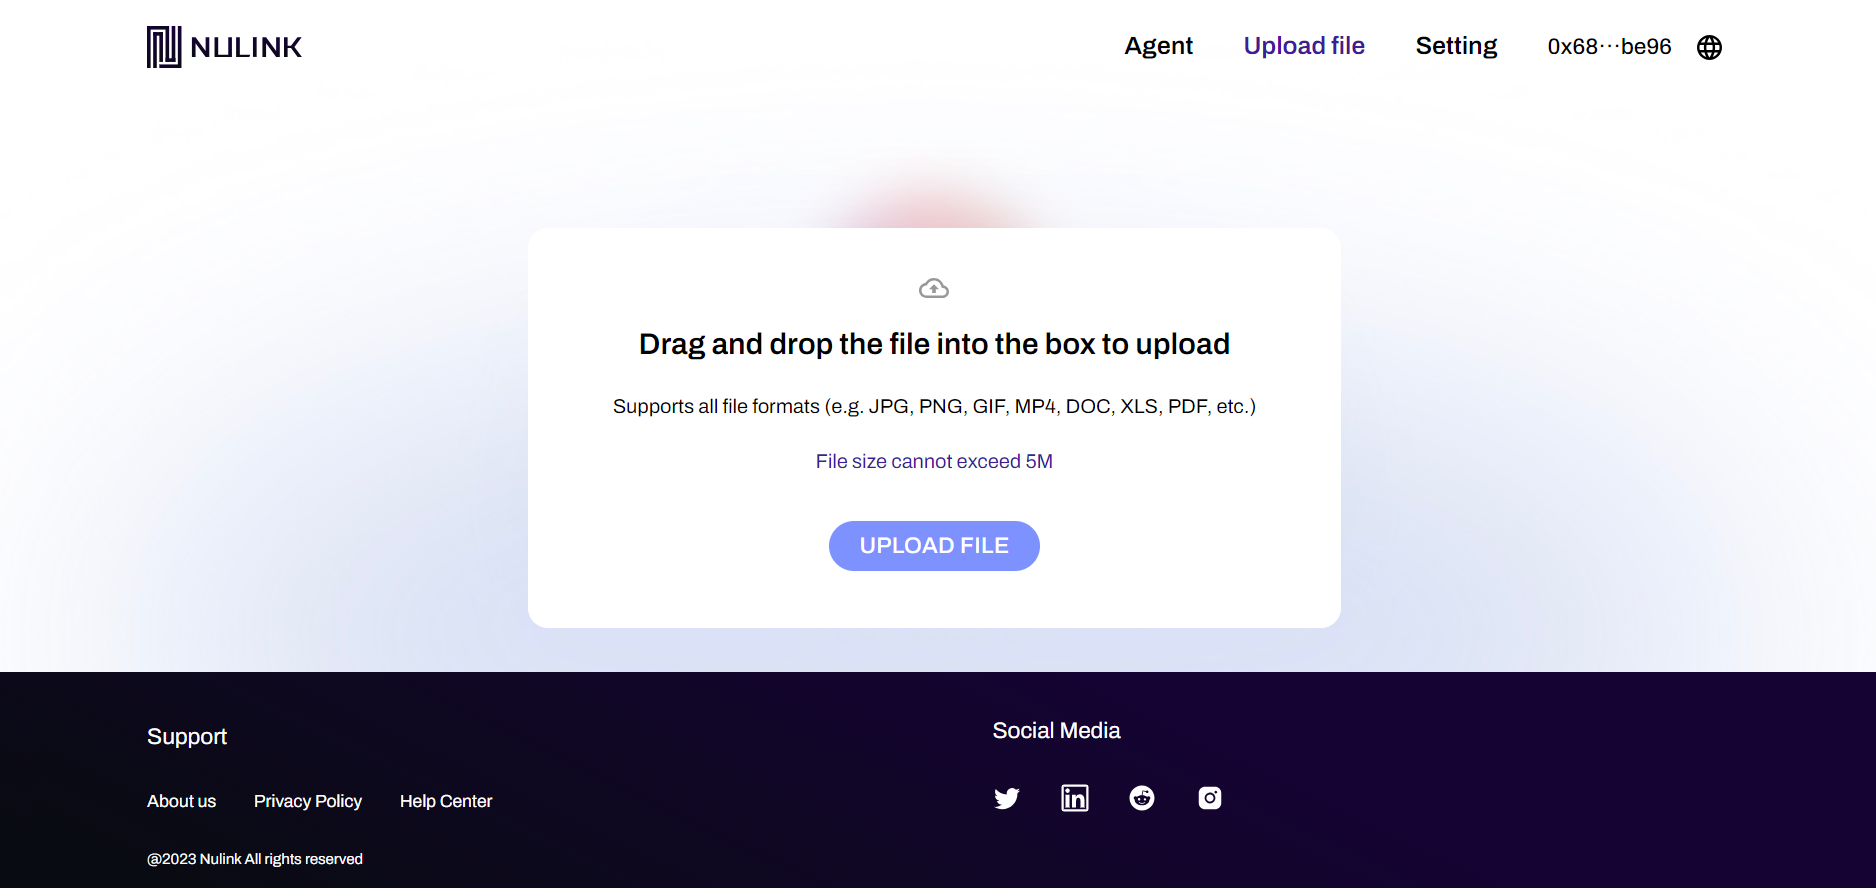 NULINK
Agent
Upload file
Setting
0x68···be96
Drag and drop the file into the box to upload
Supports all file formats (e.g. JPG, PNG, GIF, MP4, DOC, XLS, PDF, etc.)
File size cannot exceed 5M
UPLOAD FILE
Support
About us
Privacy Policy
Help Center
@2023 Nulink All rights reserved
Social Media
in